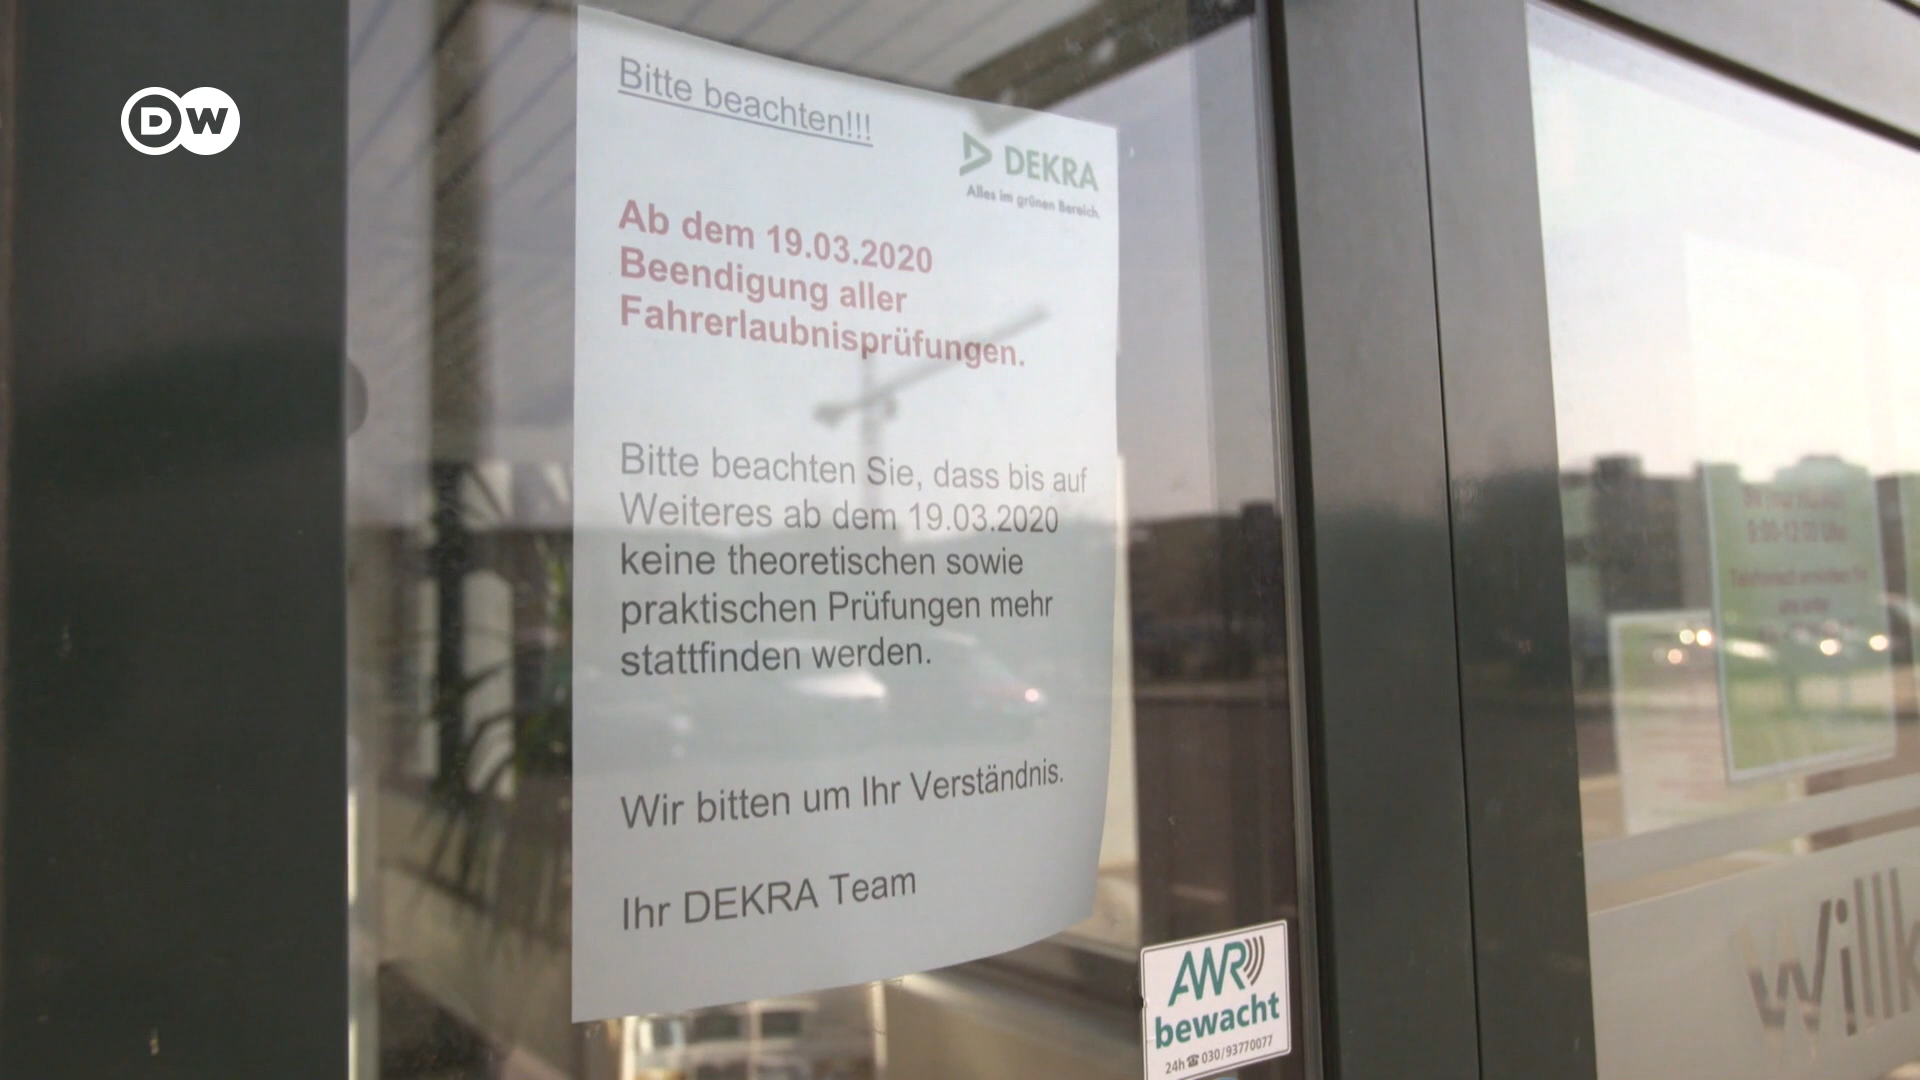 DW
Bitte beachten!!!
DEKRA
Alles im grünen Bereich.
Ab dem 19.03.2020
Beendigung aller
Fahrerlaubnisprüfungen.
Bitte beachten Sie, dass bis auf
Weiteres ab dem 19.03.2020
keine theoretischen sowie
praktischen Prüfungen mehr
stattfinden werden.
Wir bitten um Ihr Verständnis.
Ihr DEKRA Team
AWR
bewacht
24h ☎ 030/93770077
Willk